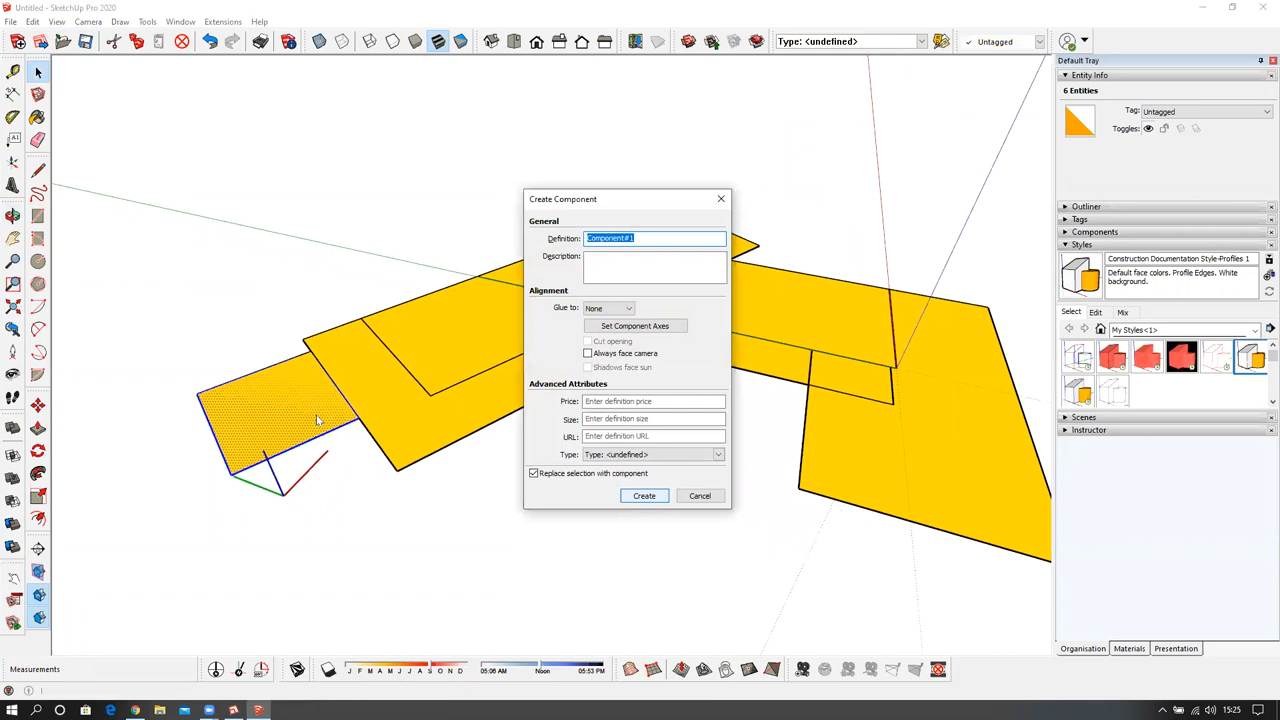 Untitled - SketchUp Pro 2020
File Edit View Camera Draw Tools Window Extensions Help
Type: <undefined>
Untagged
Default Tray
Entity Info
6 Entities
Tag: Untagged
Toggles:
Outliner
Tags
Components
Styles
Construction Documentation Style-Profiles 1
Default face colors. Profile Edges. White background.
Select Edit Mix
My Styles<1>
Scenes
Instructor
Create Component
General
Definition: Component#1
Description:
Alignment
Glue to: None
Set Component Axes
Cut opening
Always face camera
Shadows face sun
Advanced Attributes
Price: Enter definition price
Size: Enter definition size
URL: Enter definition URL
Type: Type: <undefined>
Replace selection with component
Create Cancel
A1
Organisation Materials Presentation
Measurements
J F M A M J J A S O N D
05:06 AM Noon 05:53 PM
15:25